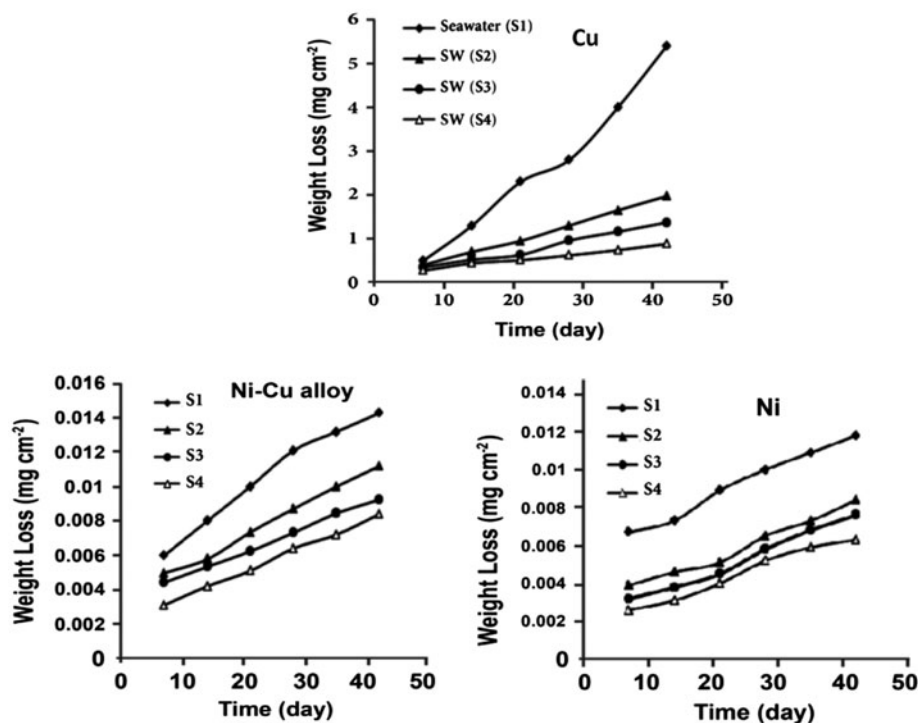 Cu
Seawater (S1)
SW (S2)
SW (S3)
SW (S4)
Weight Loss (mg cm-2)
6
5
4
3
2
1
0
0 10 20 30 40 50
Time (day)
Ni-Cu alloy
S1
S2
S3
S4
Weight Loss (mg cm-2)
0.016
0.014
0.012
0.01
0.008
0.006
0.004
0.002
0
0 10 20 30 40 50
Time (day)
Ni
S1
S2
S3
S4
Weight Loss (mg cm-2)
0.014
0.012
0.01
0.008
0.006
0.004
0.002
0
0 10 20 30 40 50
Time (day)